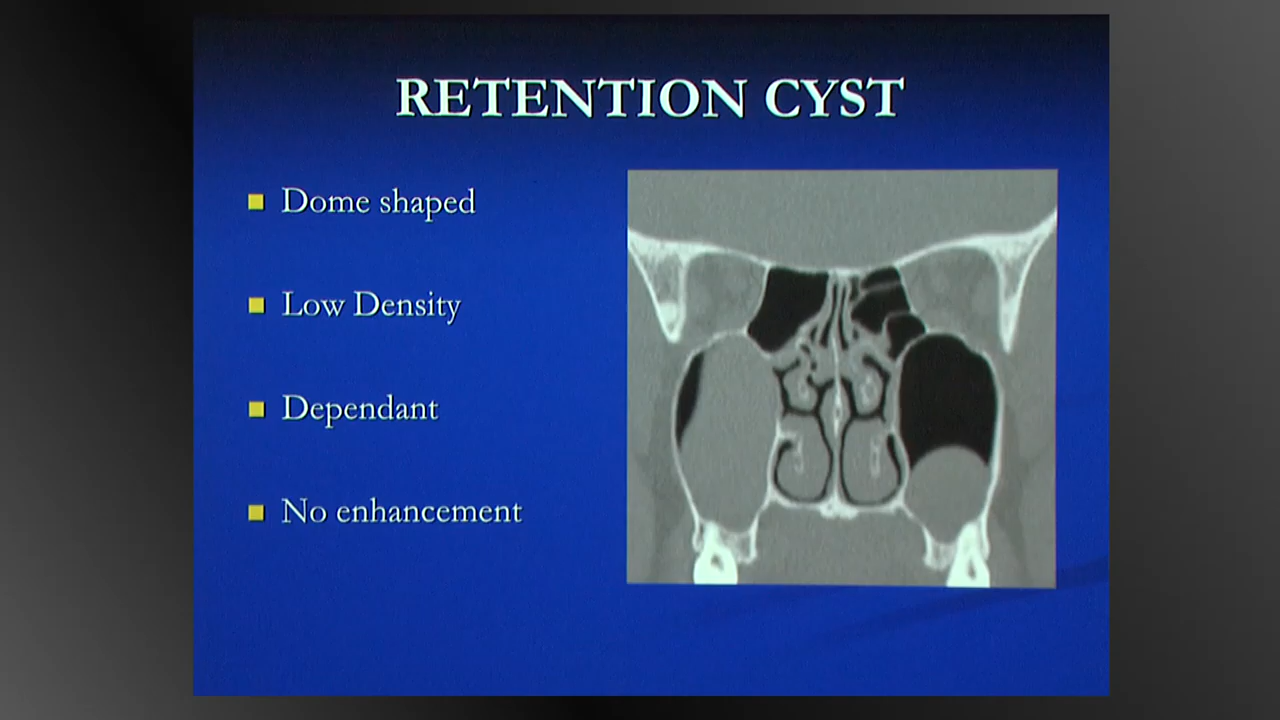 RETENTION CYST
Dome shaped
Low Density
Dependant
No enhancement